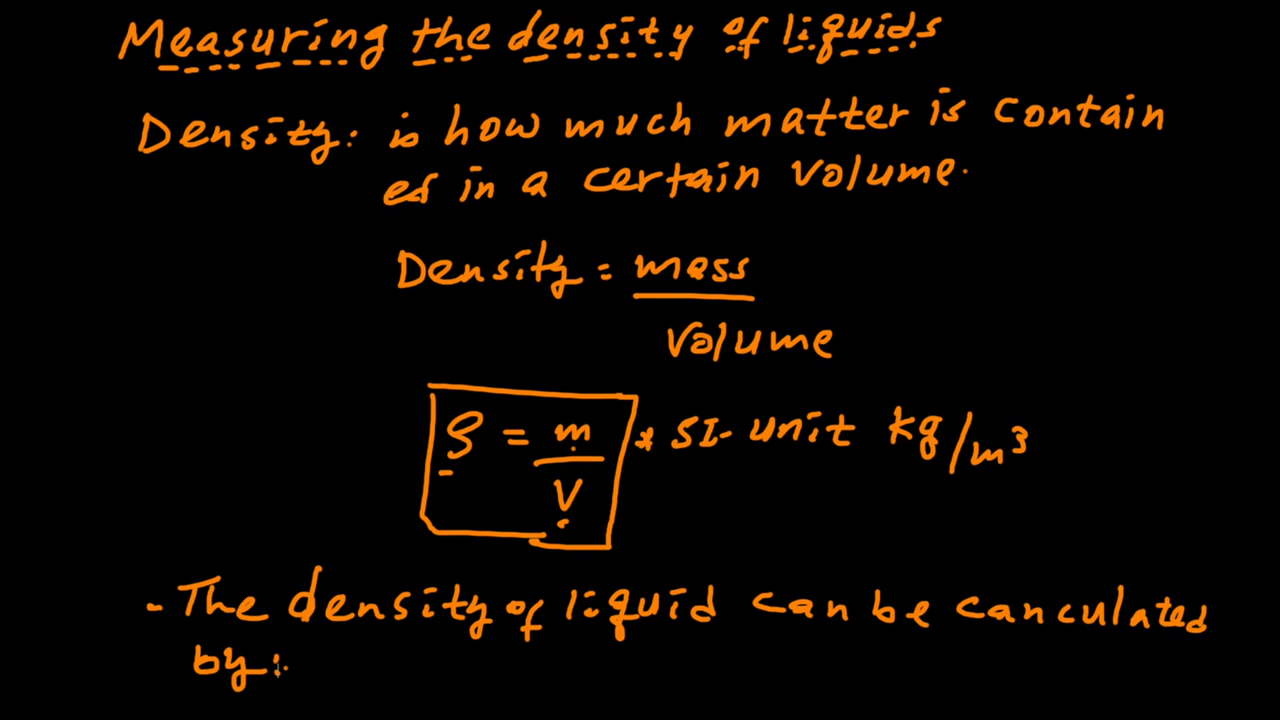 Measuring the density of liquids
Density: is how much matter is contain
ed in a certain volume.
Density = mass
volume
ρ = m
V
* SI-unit kg/m³
- The density of liquid can be canculated
by: